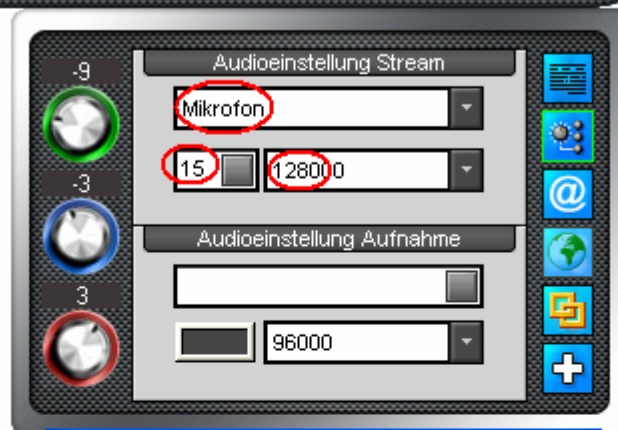 -9
Audioeinstellung Stream
Mikrofon
15 128000
-3
@
Audioeinstellung Aufnahme
3
96000